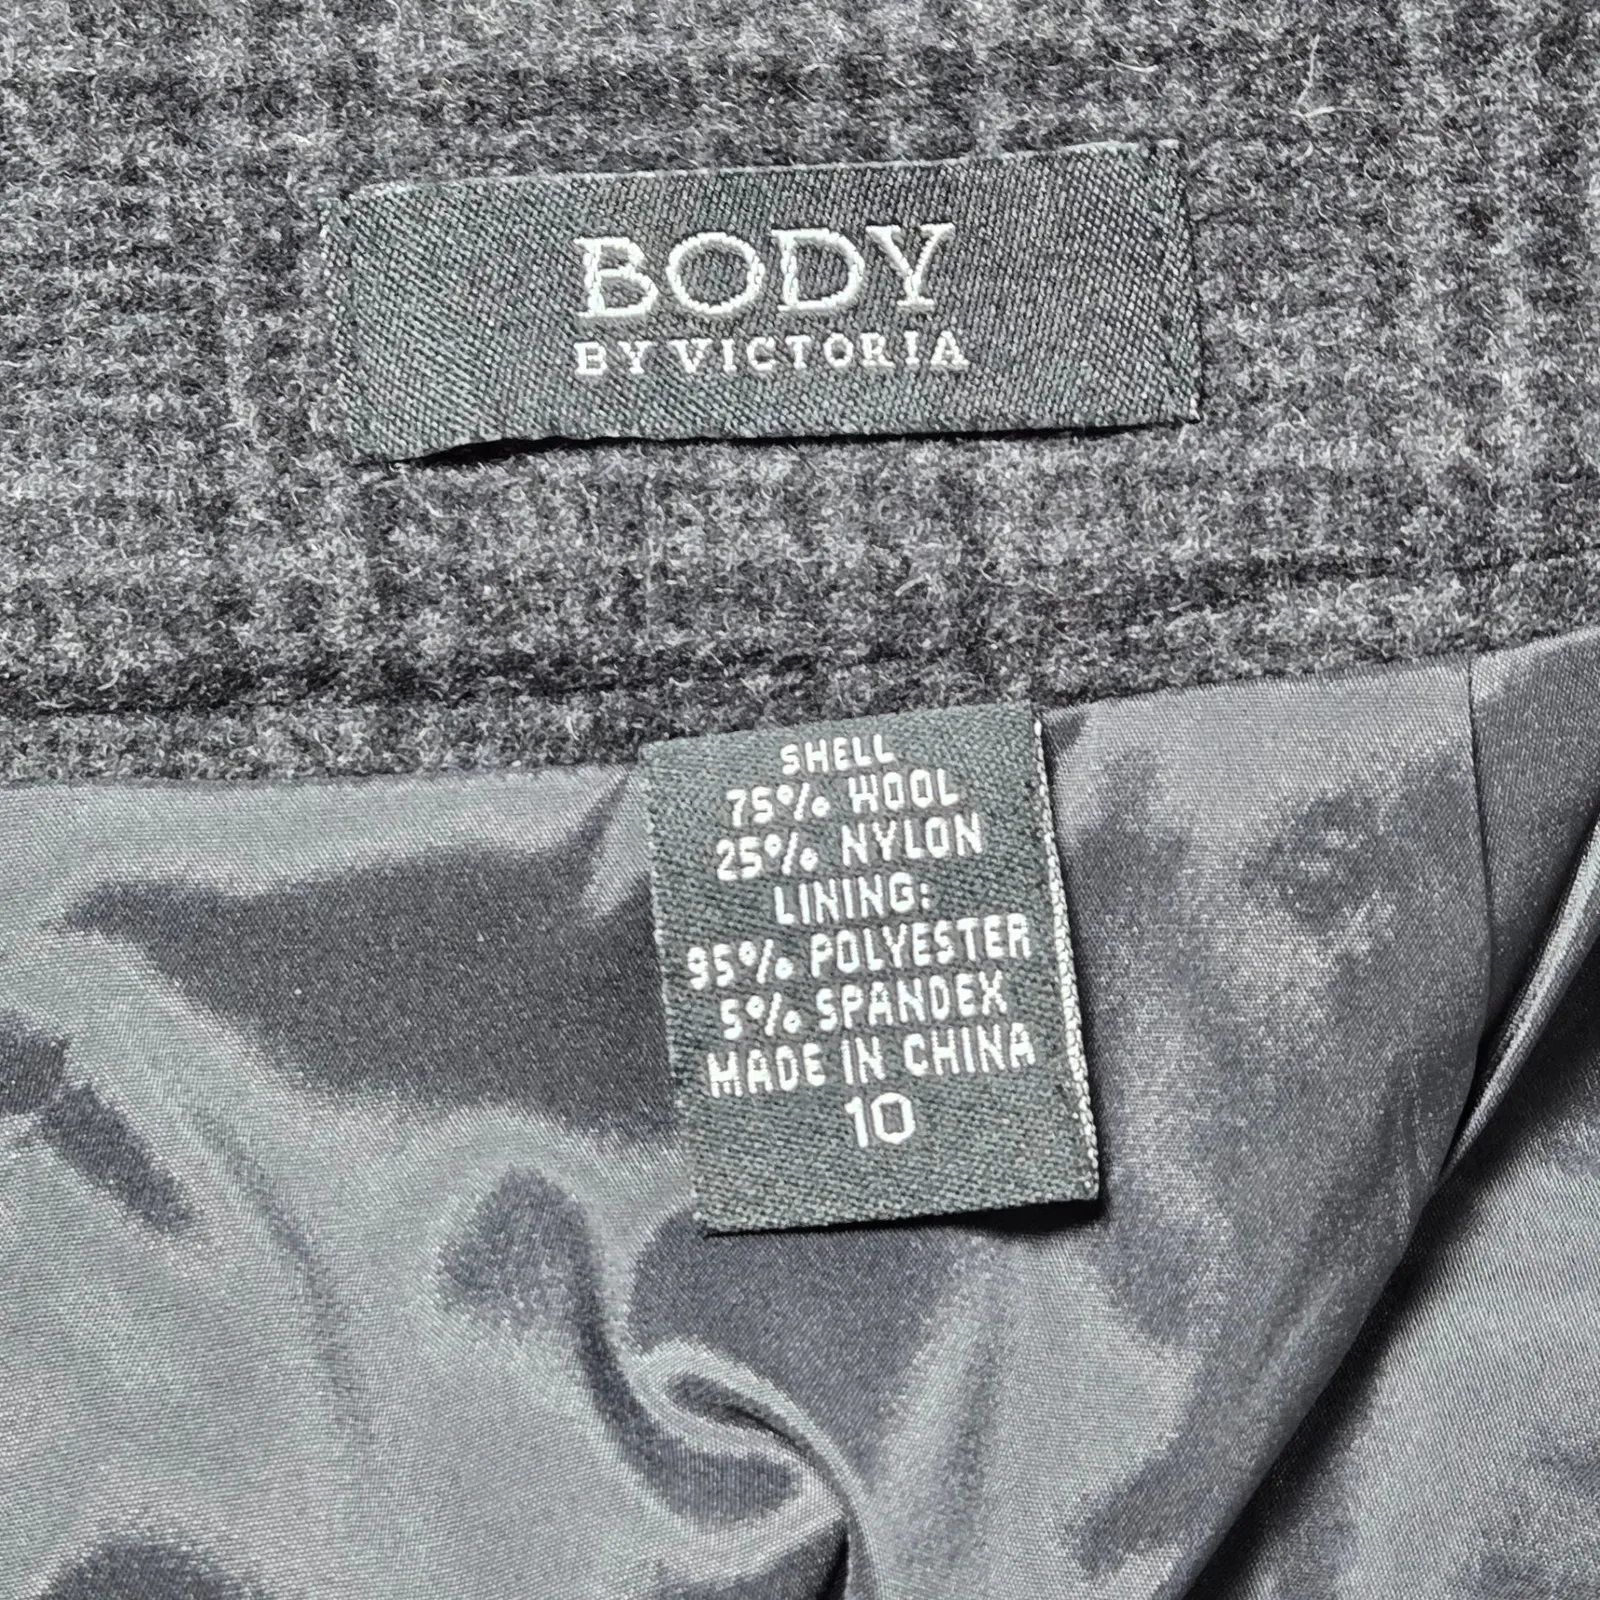 BODY
BY VICTORIA
SHELL
75% WOOL
25% NYLON
LINING:
95% POLYESTER
5% SPANDEX
MADE IN CHINA
10